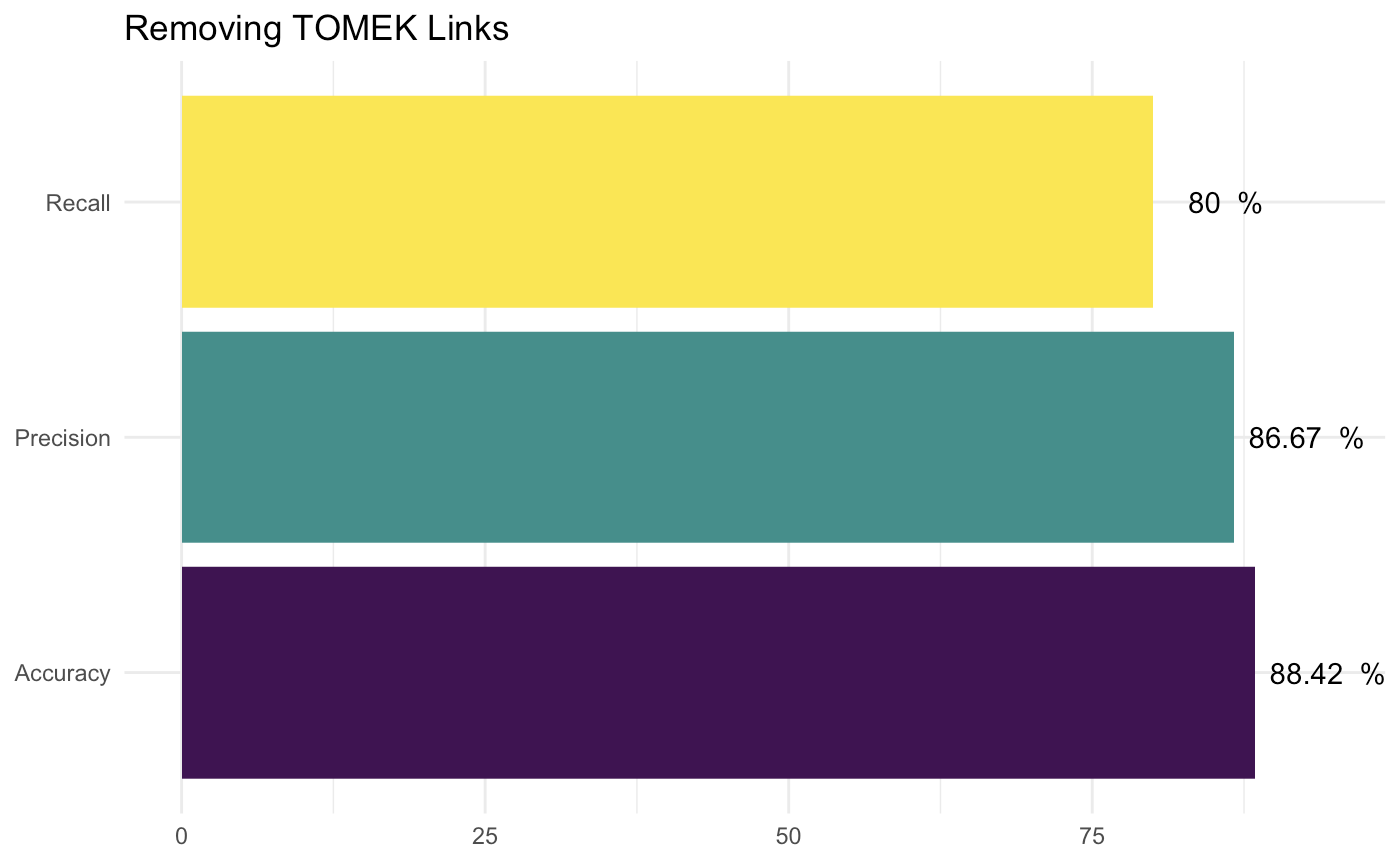 Removing TOMEK Links
Recall
80 %
Precision
86.67 %
Accuracy
88.42 %
0 25 50 75